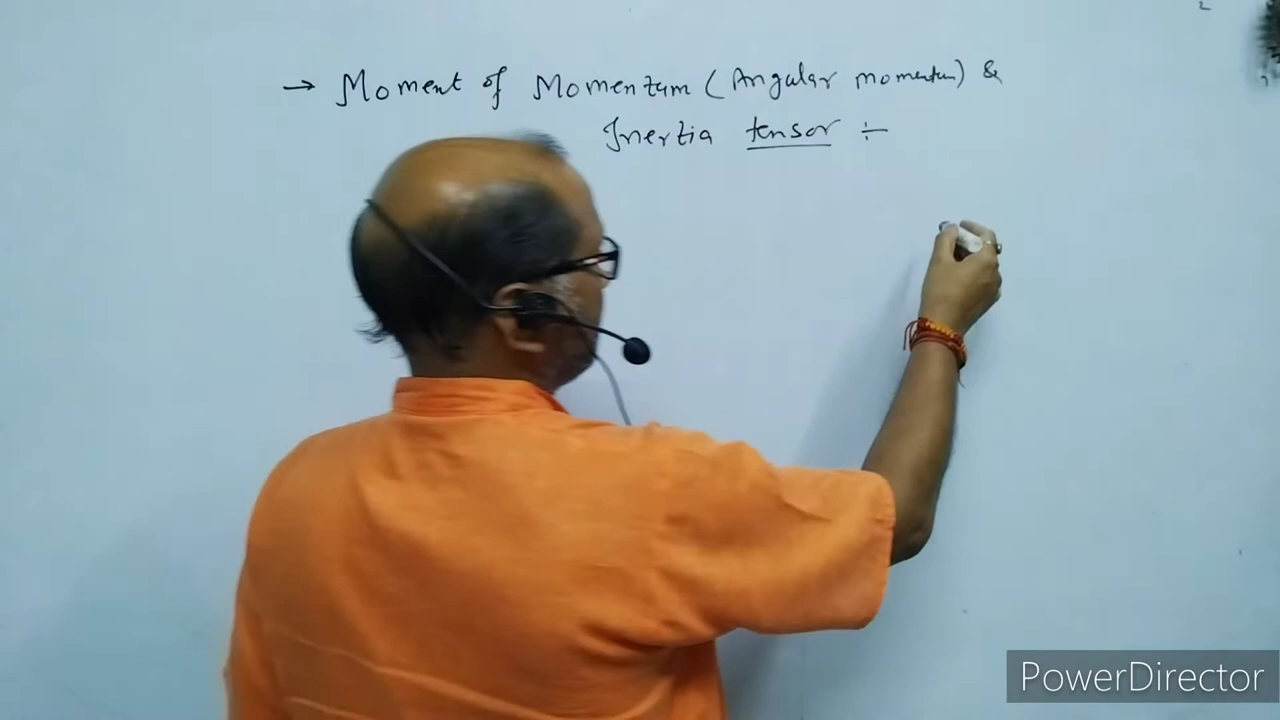 → Moment of Momentum (Angular momentum) &
Inertia tensor ÷
PowerDirector